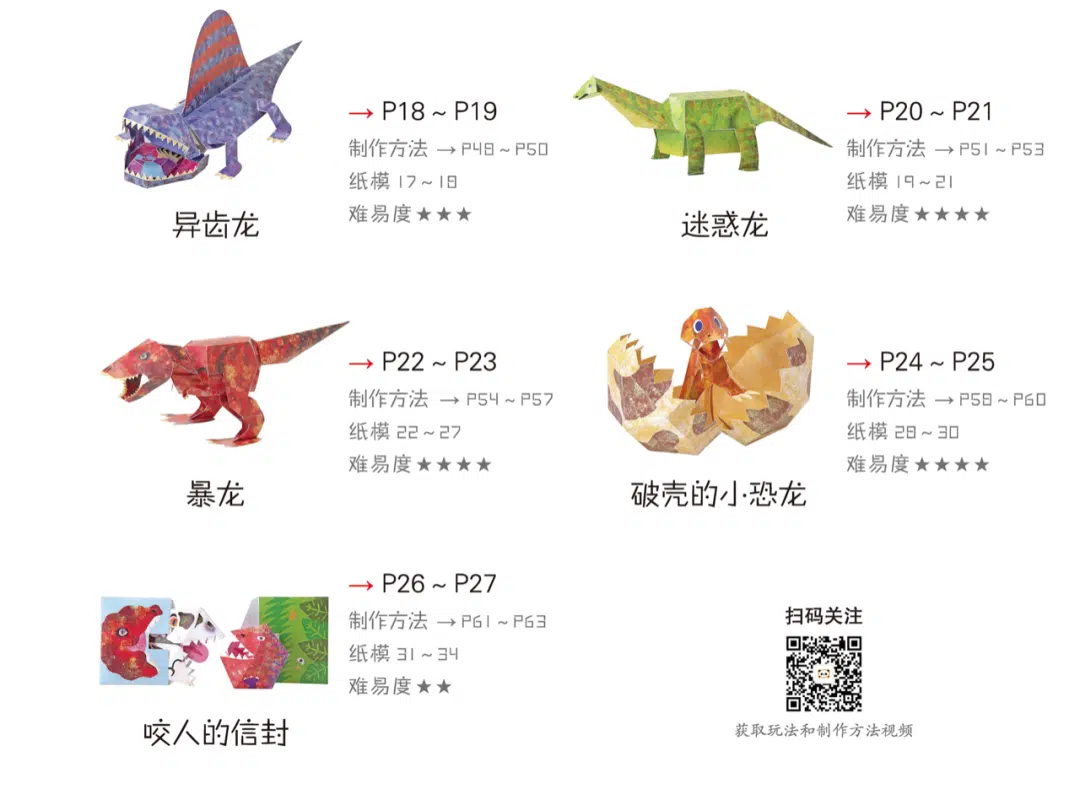 → P18 ~ P19
制作方法 → P48 ~ P50
纸模 17 ~ 18
难易度 ★★★
异齿龙
→ P20 ~ P21
制作方法 → P51 ~ P53
纸模 19 ~ 21
难易度 ★★★★
迷惑龙
→ P22 ~ P23
制作方法 → P54 ~ P57
纸模 22 ~ 27
难易度 ★★★★
暴龙
→ P24 ~ P25
制作方法 → P58 ~ P60
纸模 28 ~ 30
难易度 ★★★★
破壳的小恐龙
→ P26 ~ P27
制作方法 → P61 ~ P63
纸模 31 ~ 34
难易度 ★★
咬人的信封
扫码关注
获取玩法和制作方法视频